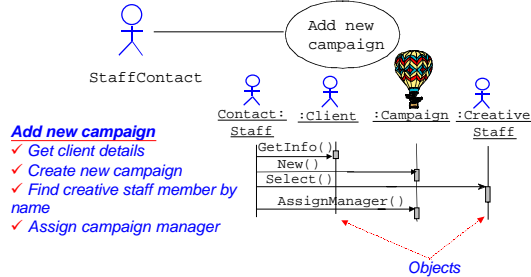 Add new
campaign
StaffContact
Contact: :Client :Campaign :Creative
Staff Staff
Add new campaign
✓ Get client details
✓ Create new campaign
✓ Find creative staff member by
name
✓ Assign campaign manager
GetInfo()
New()
Select()
AssignManager()
Objects